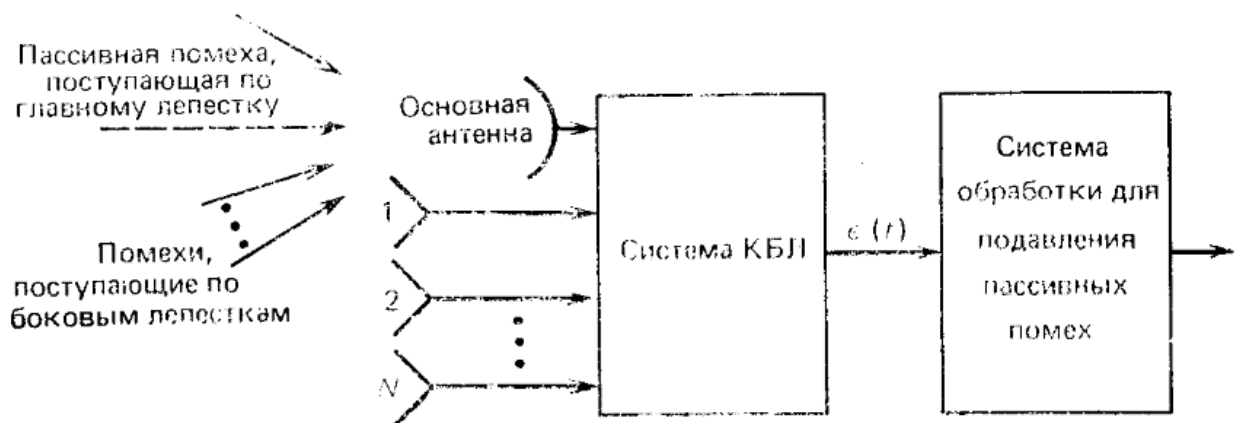 Пассивная помеха,
поступающая по
главному лепестку
Основная
антенна
Помехи,
поступающие по
боковым лепесткам
1
2
N
Система КБЛ
ϵ (t)
Система
обработки для
подавления
пассивных
помех